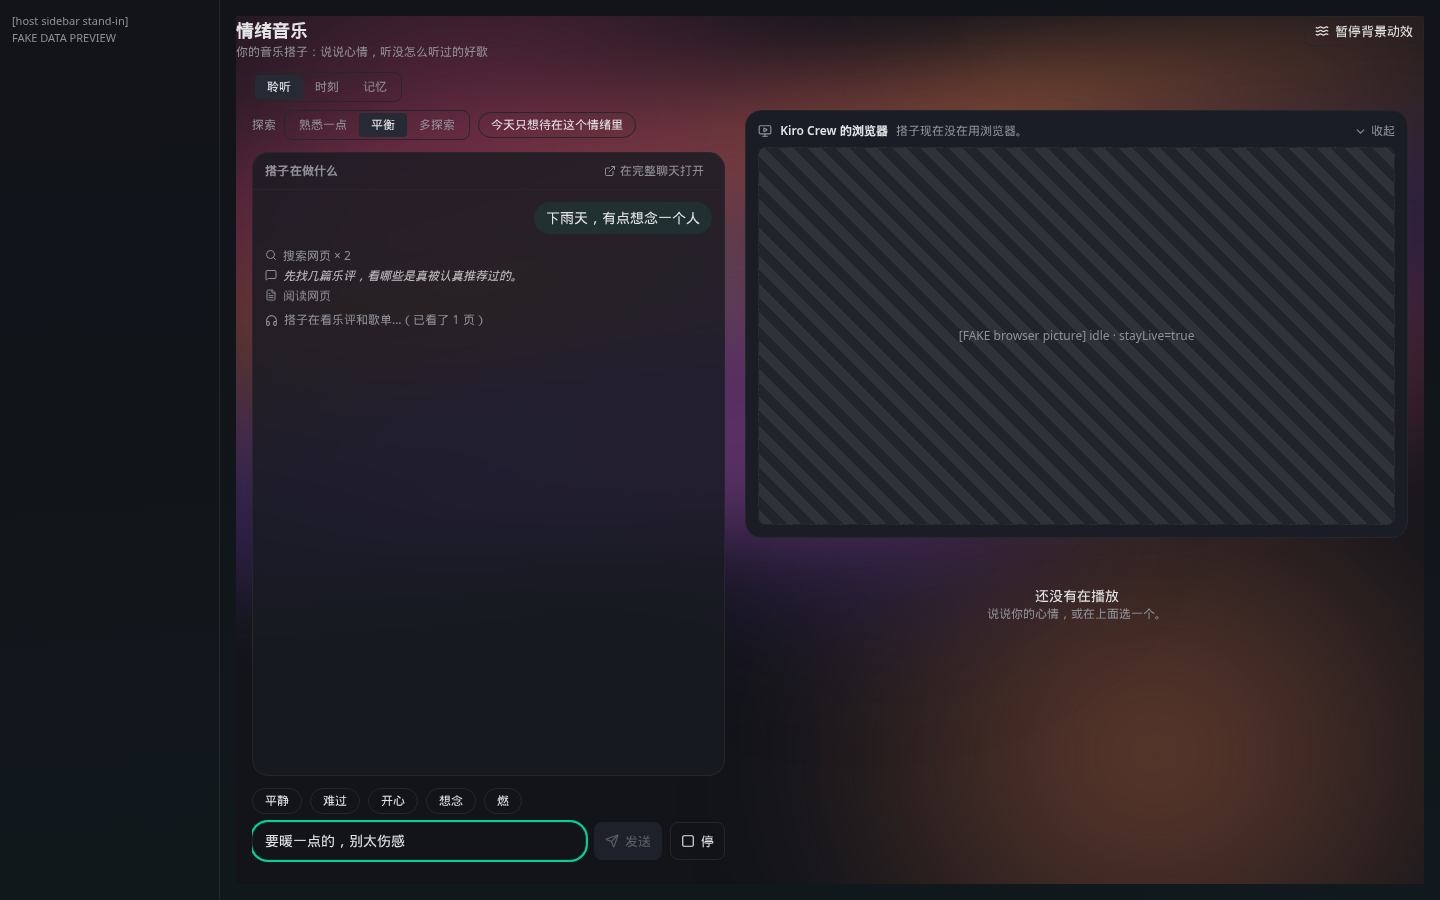 [host sidebar stand-in]
FAKE DATA PREVIEW
情绪音乐
你的音乐搭子：说说心情，听没怎么听过的好歌
暂停背景动效
聆听 时刻 记忆
探索 熟悉一点 平衡 多探索 今天只想待在这个情绪里
搭子在做什么 在完整聊天打开
下雨天，有点想念一个人
搜索网页 × 2
先找几篇乐评，看哪些是真被认真推荐过的。
阅读网页
搭子在看乐评和歌单…（已看了 1 页）
平静 难过 开心 想念 燃
要暖一点的，别太伤感 发送 停
Kiro Crew 的浏览器 搭子现在没在用浏览器。 收起
[FAKE browser picture] idle · stayLive=true
还没有在播放
说说你的心情，或在上面选一个。